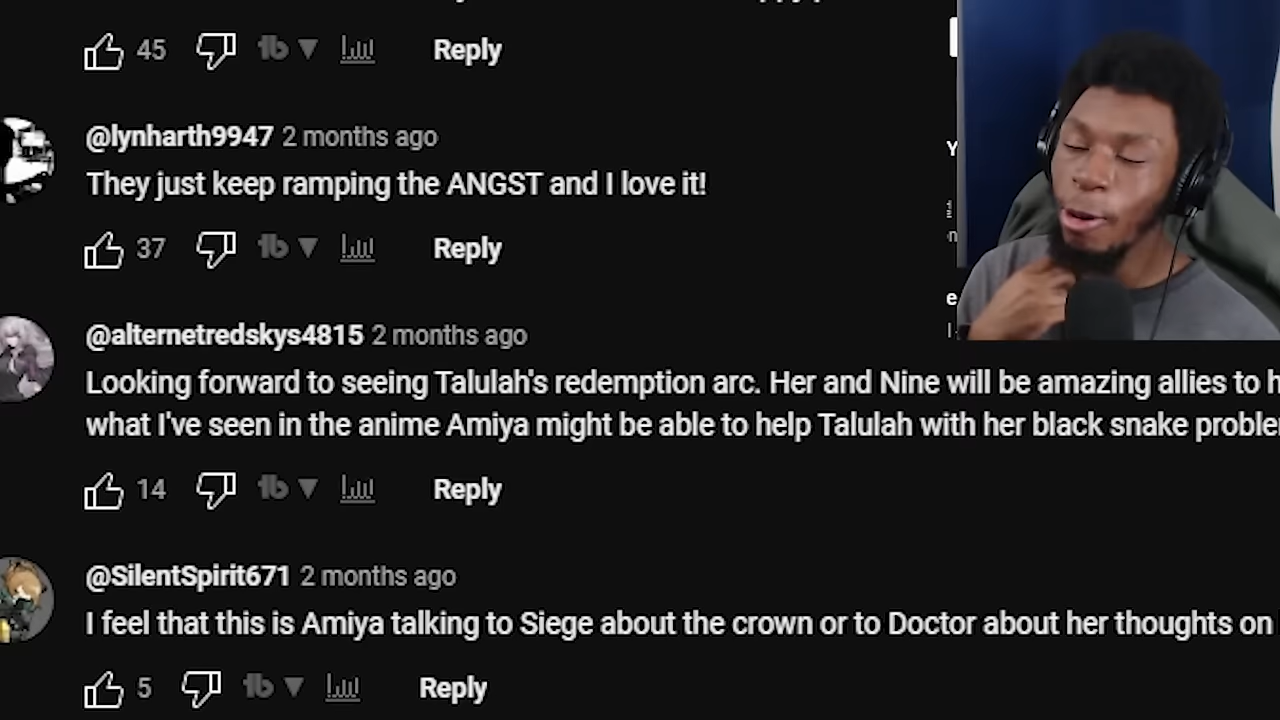 45
Reply
@lynharth9947 2 months ago
They just keep ramping the ANGST and I love it!
37
Reply
@alternetredskys4815 2 months ago
Looking forward to seeing Talulah's redemption arc. Her and Nine will be amazing allies to
what I've seen in the anime Amiya might be able to help Talulah with her black snake
14
Reply
@SilentSpirit671 2 months ago
I feel that this is Amiya talking to Siege about the crown or to Doctor about her thoughts on
5
Reply